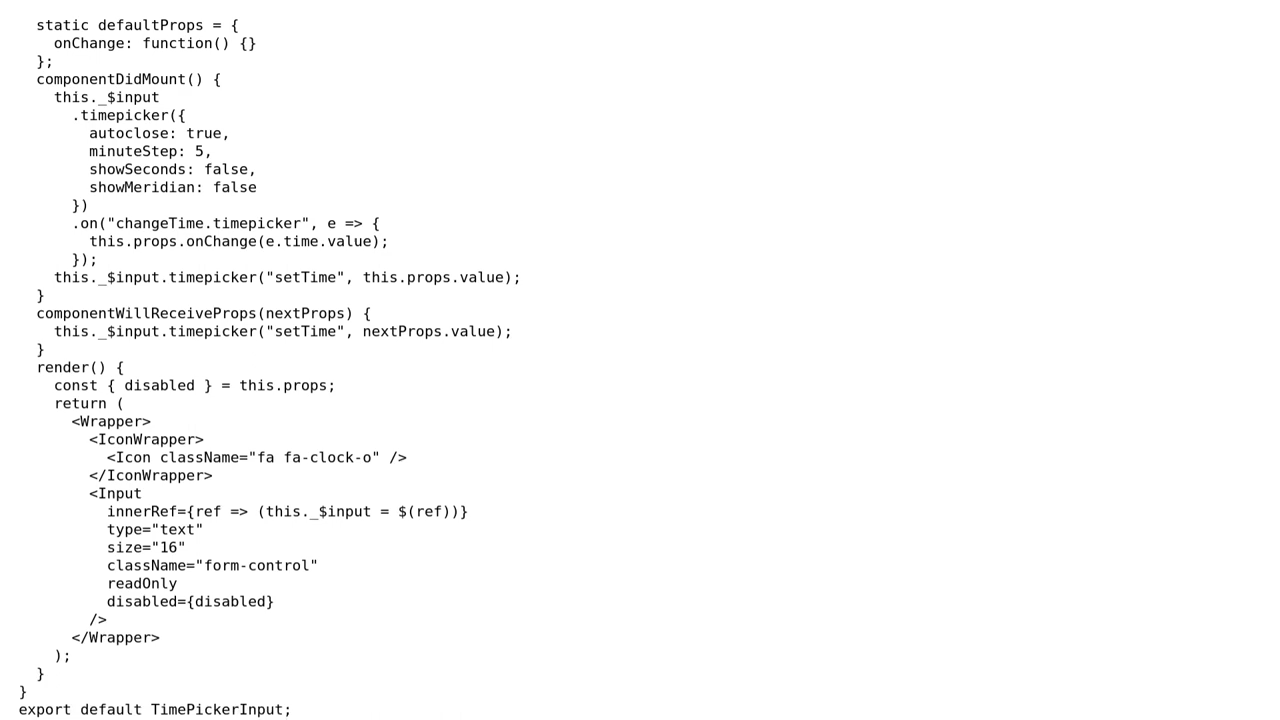 static defaultProps = {
    onChange: function() {}
  };
  componentDidMount() {
    this._$input
      .timepicker({
        autoclose: true,
        minuteStep: 5,
        showSeconds: false,
        showMeridian: false
      })
      .on("changeTime.timepicker", e => {
        this.props.onChange(e.time.value);
      });
    this._$input.timepicker("setTime", this.props.value);
  }
  componentWillReceiveProps(nextProps) {
    this._$input.timepicker("setTime", nextProps.value);
  }
  render() {
    const { disabled } = this.props;
    return (
      <Wrapper>
        <IconWrapper>
          <Icon className="fa fa-clock-o" />
        </IconWrapper>
        <Input
          innerRef={ref => (this._$input = $(ref))}
          type="text"
          size="16"
          className="form-control"
          readOnly
          disabled={disabled}
        />
      </Wrapper>
    );
  }
}
export default TimePickerInput;